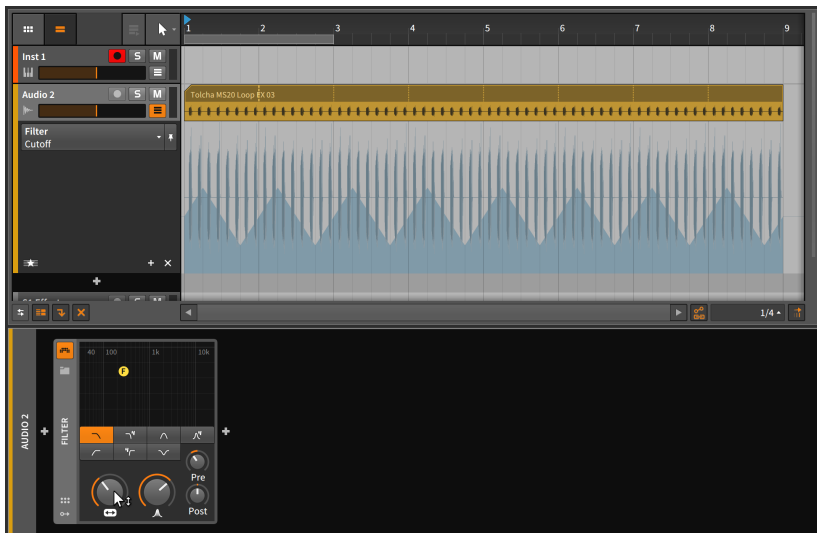 1 2 3 4 5 6 7 8 9
Inst 1 S M
Audio 2 S M
Tolcha MS20 Loop FX 03
Filter
Cutoff
S M
1/4
40 100 1k 10k
F
AUDIO 2
FILTER
Pre
Post